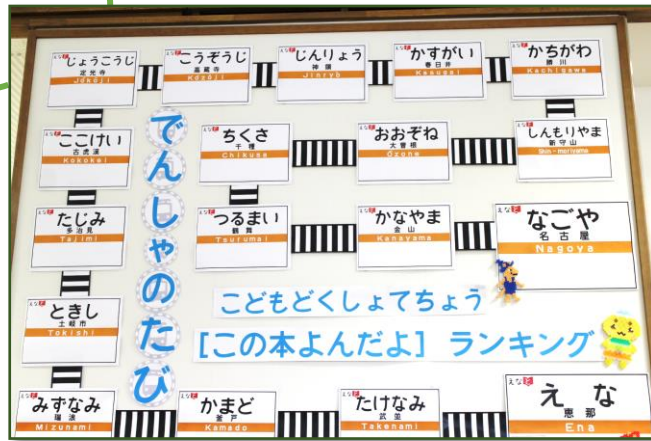 じょうこうじ
定光寺
Jōkōji
こうぞうじ
高蔵寺
Kōzōji
じんりょう
神領
Jinryō
かすがい
春日井
Kasugai
かちがわ
勝川
Kachigawa
ここけい
古虎渓
Kokokei
ちくさ
千種
Chikusa
おおぞね
大曽根
Ōzone
しんもりやま
新守山
Shin-moriyama
たじみ
多治見
Tajimi
つるまい
鶴舞
Tsurumai
かなやま
金山
Kanayama
なごや
名古屋
Nagoya
ときし
土岐市
Tokishi
でんしゃのたび
こどもどくしょてちょう
[この本よんだよ] ランキング
みずなみ
瑞浪
Mizunami
かまど
釜戸
Kamado
たけなみ
武並
Takenami
えな
恵那
Ena